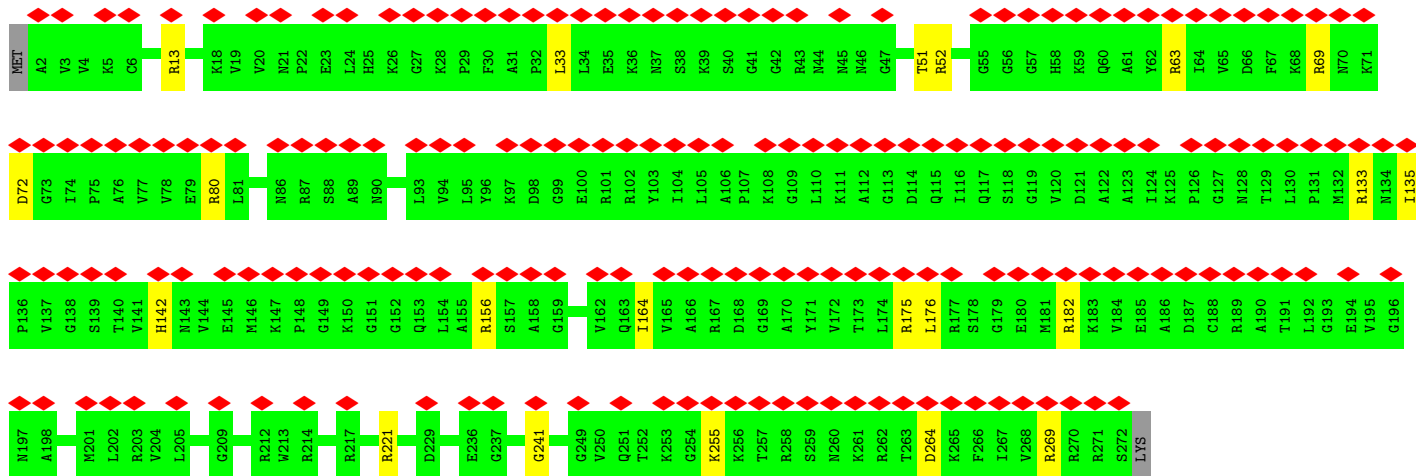 MET A2 V3 V4 K5 C6 R13 K18 V19 V20 N21 P22 E23 L24 H25 K26 G27 K28 P29 F30 A31 P32 L33 L34 E35 K36 N37 S38 K39 S40 G41 G42 R43 N44 N45 N46 G47 T51 R52 G55 G56 G57 H58 K59 Q60 A61 Y62 R63 I64 V65 D66 F67 K68 R69 N70 K71
D72 G73 I74 P75 A76 V77 V78 E79 R80 L81 N86 R87 S88 A89 N90 L93 V94 L95 Y96 K97 D98 G99 E100 R101 R102 Y103 I104 L105 A106 P107 K108 G109 L110 K111 A112 G113 D114 Q115 I116 Q117 S118 G119 V120 D121 A122 A123 I124 K125 P126 G127 N128 T129 L130 P131 M132 R133 N134 I135
P136 V137 G138 S139 T140 V141 H142 N143 V144 E145 M146 K147 P148 G149 K150 G151 G152 Q153 L154 A155 R156 S157 A158 G159 V162 Q163 I164 V165 A166 R167 D168 G169 A170 Y171 V172 T173 L174 R175 L176 R177 S178 G179 E180 M181 R182 K183 V184 E185 A186 D187 C188 R189 A190 T191 L192 G193 E194 V195 G196
N197 A198 M201 L202 R203 V204 L205 G209 R212 W213 R214 R217 R221 D229 E236 G237 G241 G249 V250 Q251 T252 K253 G254 K255 K256 T257 R258 S259 N260 K261 R262 T263 D264 K265 F266 I267 V268 R269 R270 R271 S272 LYS